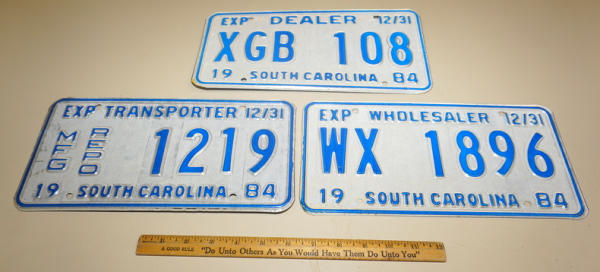 EXP DEALER 12/31
XGB 108
19 SOUTH CAROLINA 84
EXP TRANSPORTER 12/31
MFG REPO 1219
19 SOUTH CAROLINA 84
EXP WHOLESALER 12/31
WX 1896
19 SOUTH CAROLINA 84
A GOOD RULE "Do Unto Others As You Would Have Them Do Unto You"